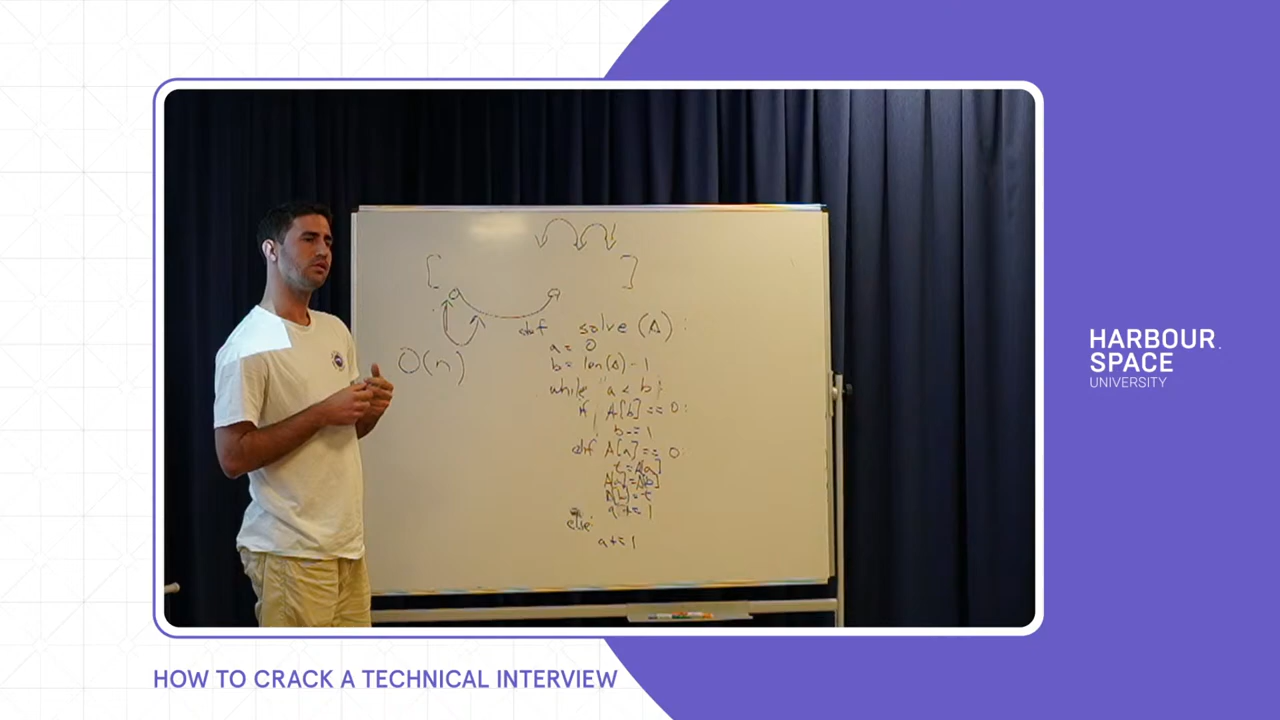 [ ]
def solve (A):
O(n)
a = 0
b = len(A) - 1
while a < b
if A[b] == 0:
b -= 1
elif A[a] == 0:
t = A[a]
A[a] = A[b]
A[b] = t
a += 1
else:
a += 1
HARBOUR.
SPACE
UNIVERSITY
HOW TO CRACK A TECHNICAL INTERVIEW